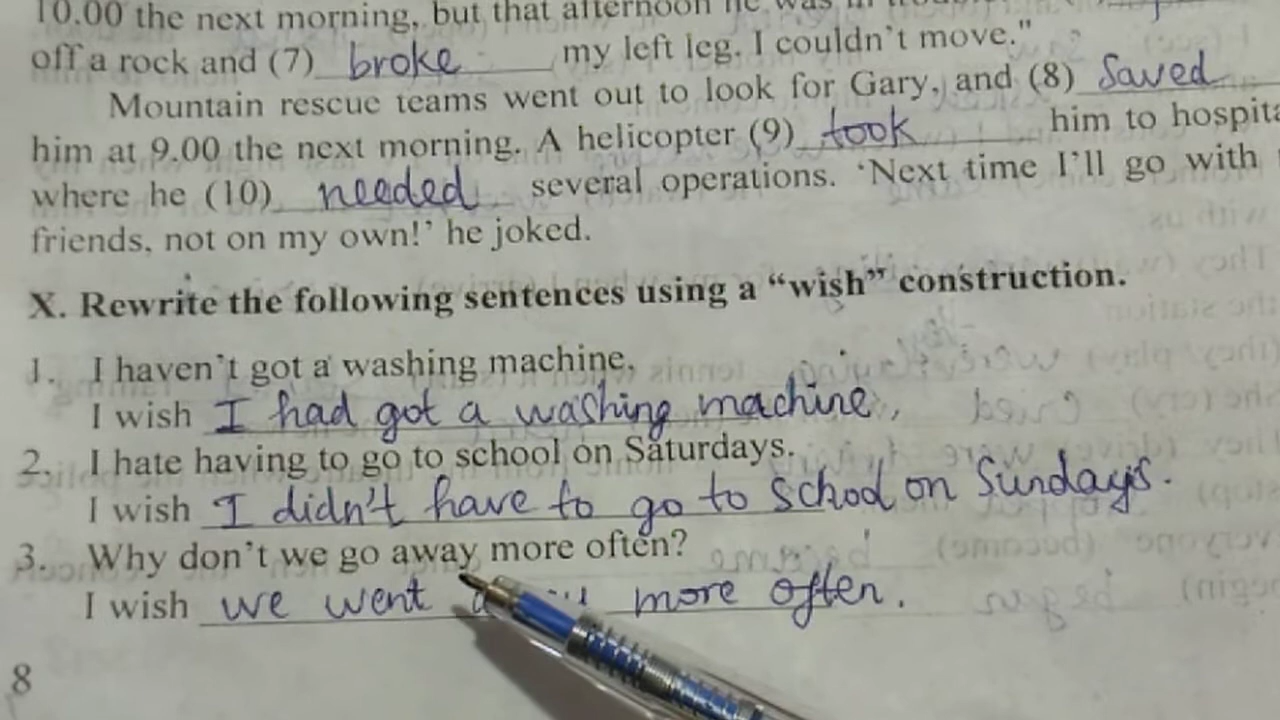 10.00 the next morning, but that afternoon he was in
off a rock and (7) broke my left leg. I couldn't move."
Mountain rescue teams went out to look for Gary, and (8) saved
him at 9.00 the next morning. A helicopter (9) took him to hospita
where he (10) needed several operations. 'Next time I'll go with
friends, not on my own!' he joked.
X. Rewrite the following sentences using a "wish" construction.
1. I haven't got a washing machine,
I wish I had got a washing machine,
2. I hate having to go to school on Saturdays.
I wish I didn't have to go to school on Sundays.
3. Why don't we go away more often?
I wish we went more often.
8